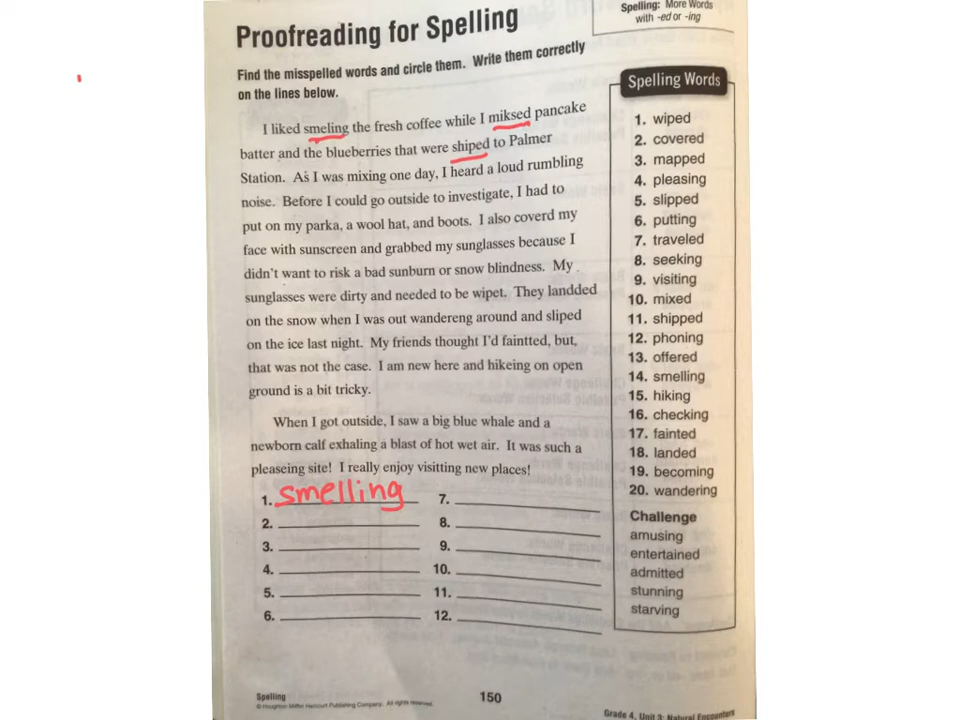 Proofreading for Spelling
Spelling: More Words
with -ed or -ing
Find the misspelled words and circle them. Write them correctly
on the lines below.
I liked smeling the fresh coffee while I miksed pancake
batter and the blueberries that were shiped to Palmer
Station. As I was mixing one day, I heard a loud rumbling
noise. Before I could go outside to investigate, I had to
put on my parka, a wool hat, and boots. I also coverd my
face with sunscreen and grabbed my sunglasses because I
didn't want to risk a bad sunburn or snow blindness. My
sunglasses were dirty and needed to be wipet. They landded
on the snow when I was out wandereng around and sliped
on the ice last night. My friends thought I'd faintted, but,
that was not the case. I am new here and hikeing on open
ground is a bit tricky.
When I got outside, I saw a big blue whale and a
newborn calf exhaling a blast of hot wet air. It was such a
pleaseing site! I really enjoy visitting new places!
1. smelling
2.
3.
4.
5.
6.
7.
8.
9.
10.
11.
12.
Spelling Words
1. wiped
2. covered
3. mapped
4. pleasing
5. slipped
6. putting
7. traveled
8. seeking
9. visiting
10. mixed
11. shipped
12. phoning
13. offered
14. smelling
15. hiking
16. checking
17. fainted
18. landed
19. becoming
20. wandering
Challenge
amusing
entertained
admitted
stunning
starving
Spelling
© Houghton Mifflin Harcourt Publishing Company. All rights reserved.
150
Grade 4, Unit 3: Natural Encounters